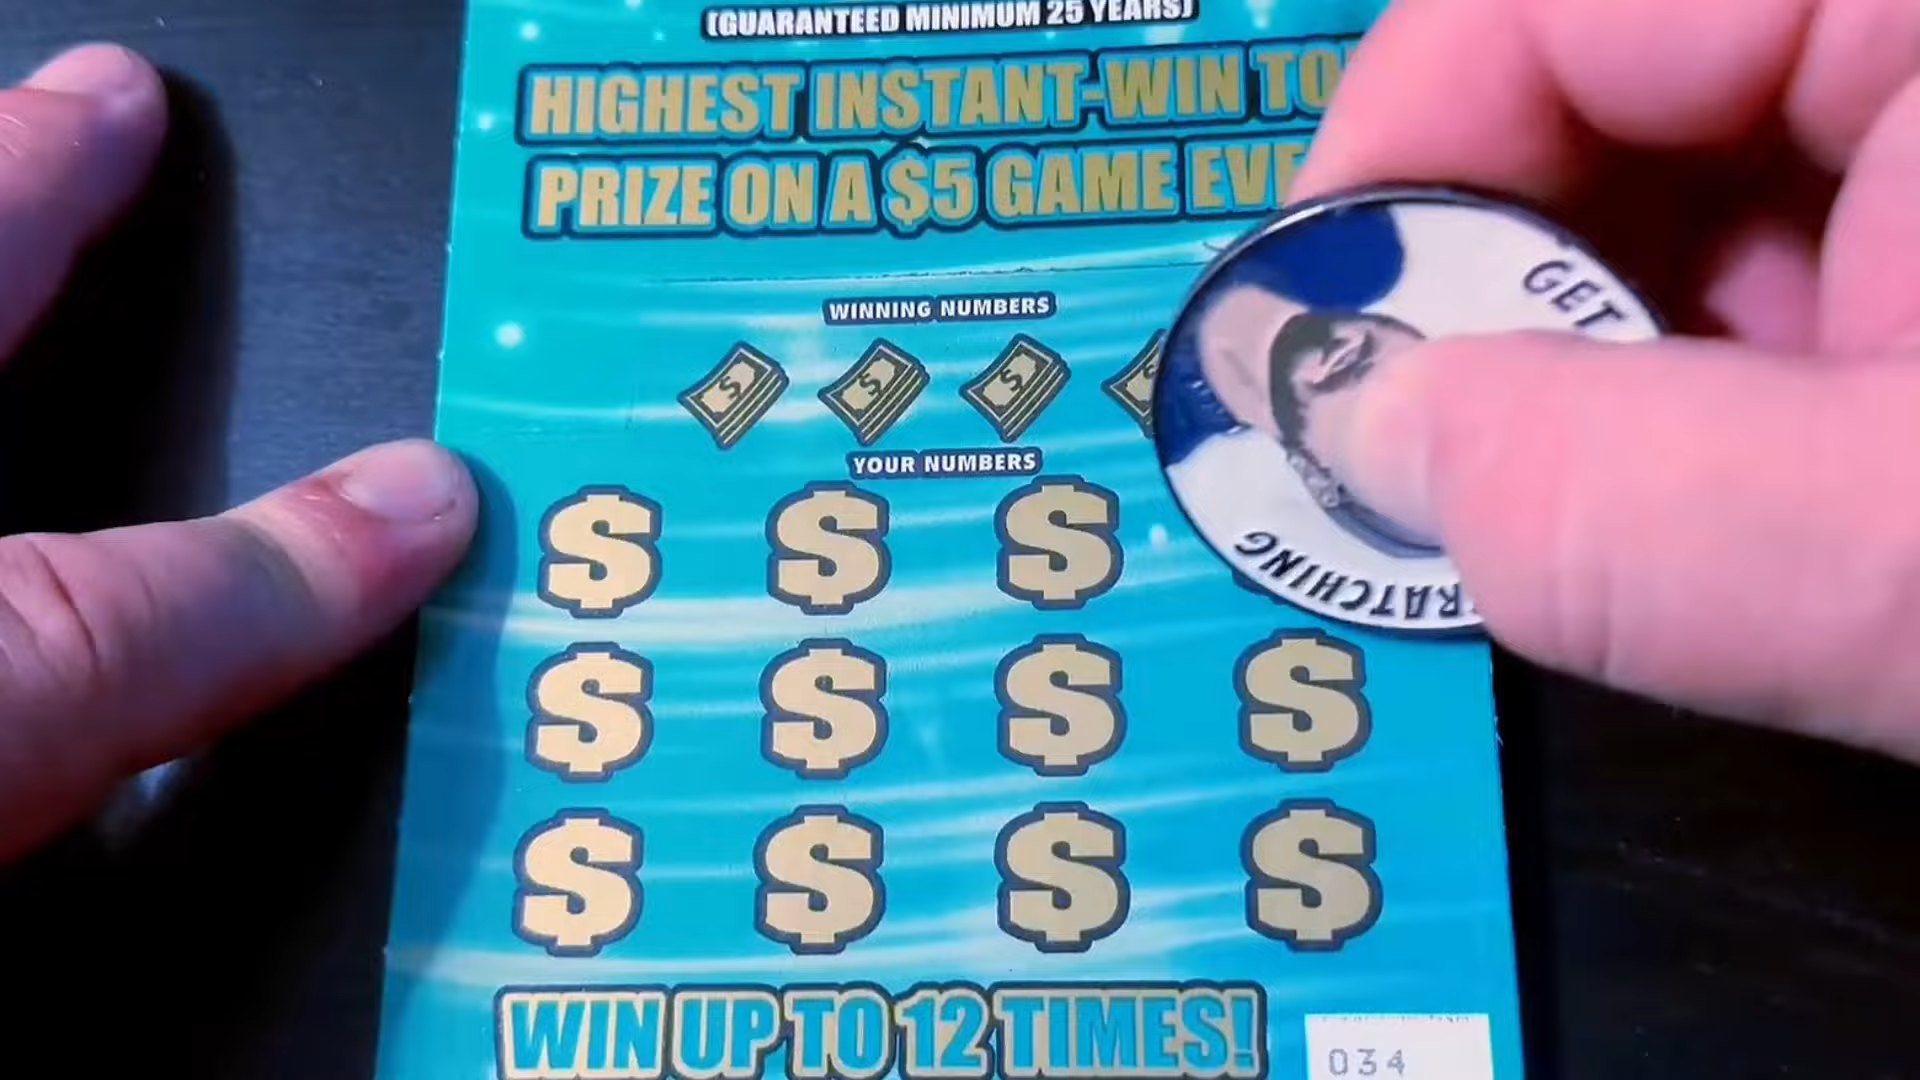 (GUARANTEED MINIMUM 25 YEARS)
HIGHEST INSTANT-WIN
PRIZE ON A $5 GAME
WINNING NUMBERS
YOUR NUMBERS
GET
WIN UP TO 12 TIMES!
034